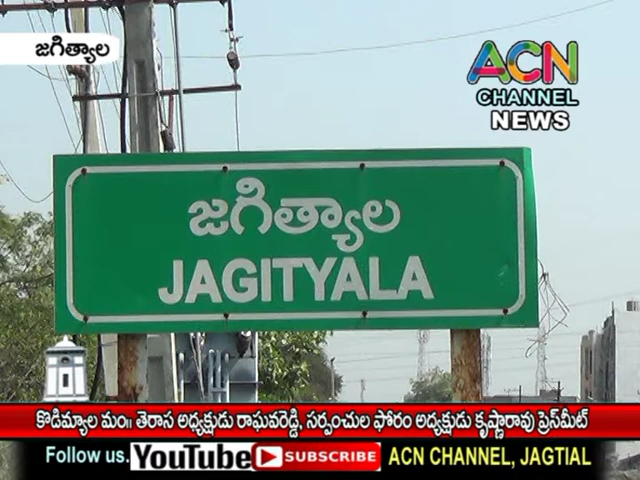 జగిత్యాల
ACN
CHANNEL
NEWS
జగిత్యాల
JAGITYALA
కొడిమ్యాల మం॥ తెరాస అధ్యక్షుడు రాఘవరెడ్డి, సర్పంచుల ఫోరం అధ్యక్షుడు కృష్ణారావు ప్రెస్‌మీట్
Follow us. YouTube SUBSCRIBE ACN CHANNEL, JAGTIAL